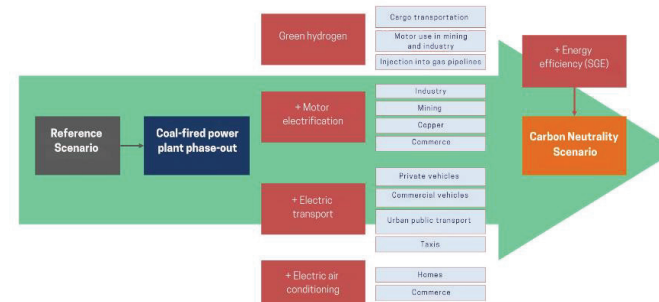 Green hydrogen
Cargo transportation
Motor use in mining
and industry
Injection into gas pipelines
+ Energy
efficiency (SGE)
Reference
Scenario
Coal-fired power
plant phase-out
+ Motor
electrification
Industry
Mining
Copper
Commerce
Carbon Neutrality
Scenario
+ Electric
transport
Private vehicles
Commercial vehicles
Urban public transport
Taxis
+ Electric air
conditioning
Homes
Commerce